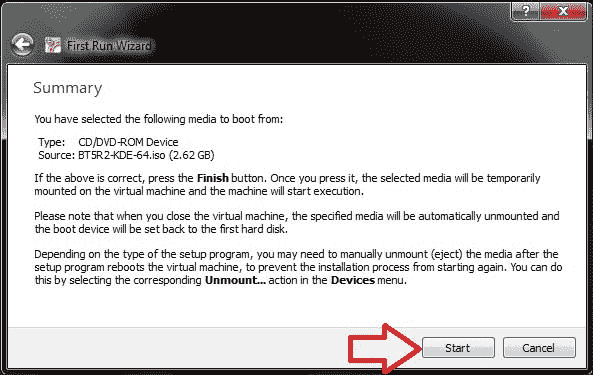 ?
X
First Run Wizard
Summary
You have selected the following media to boot from:
Type: CD/DVD-ROM Device
Source: BT5R2-KDE-64.iso (2.62 GB)
If the above is correct, press the Finish button. Once you press it, the selected media will be temporarily
mounted on the virtual machine and the machine will start execution.
Please note that when you close the virtual machine, the specified media will be automatically unmounted and
the boot device will be set back to the first hard disk.
Depending on the type of the setup program, you may need to manually unmount (eject) the media after the
setup program reboots the virtual machine, to prevent the installation process from starting again. You can do
this by selecting the corresponding Unmount... action in the Devices menu.
Start
Cancel